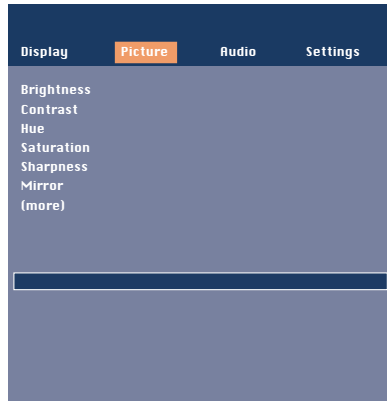 Display Picture Audio Settings
Brightness
Contrast
Hue
Saturation
Sharpness
Mirror
(more)